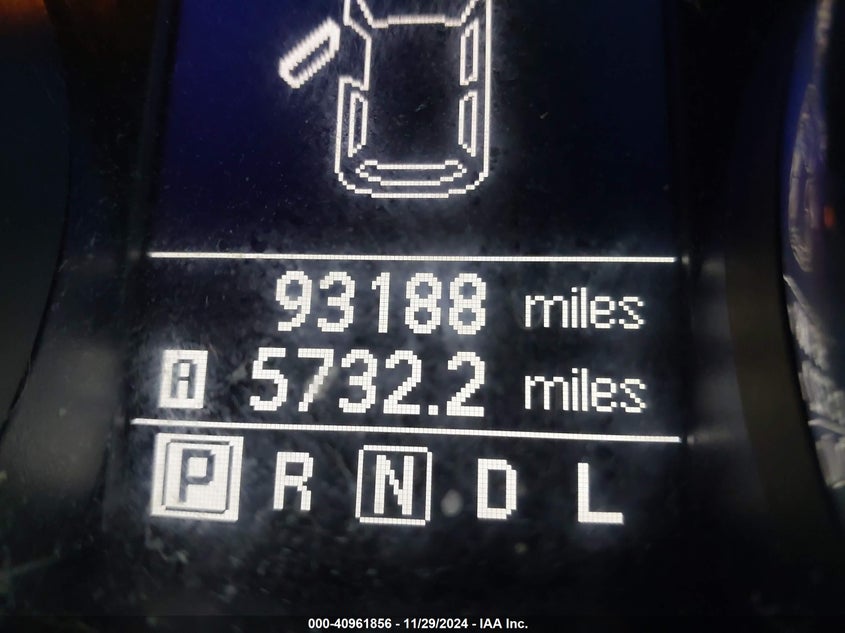 93188 miles
A 5732.2 miles
P R N D L
000-40961856 - 11/29/2024 - IAA Inc.